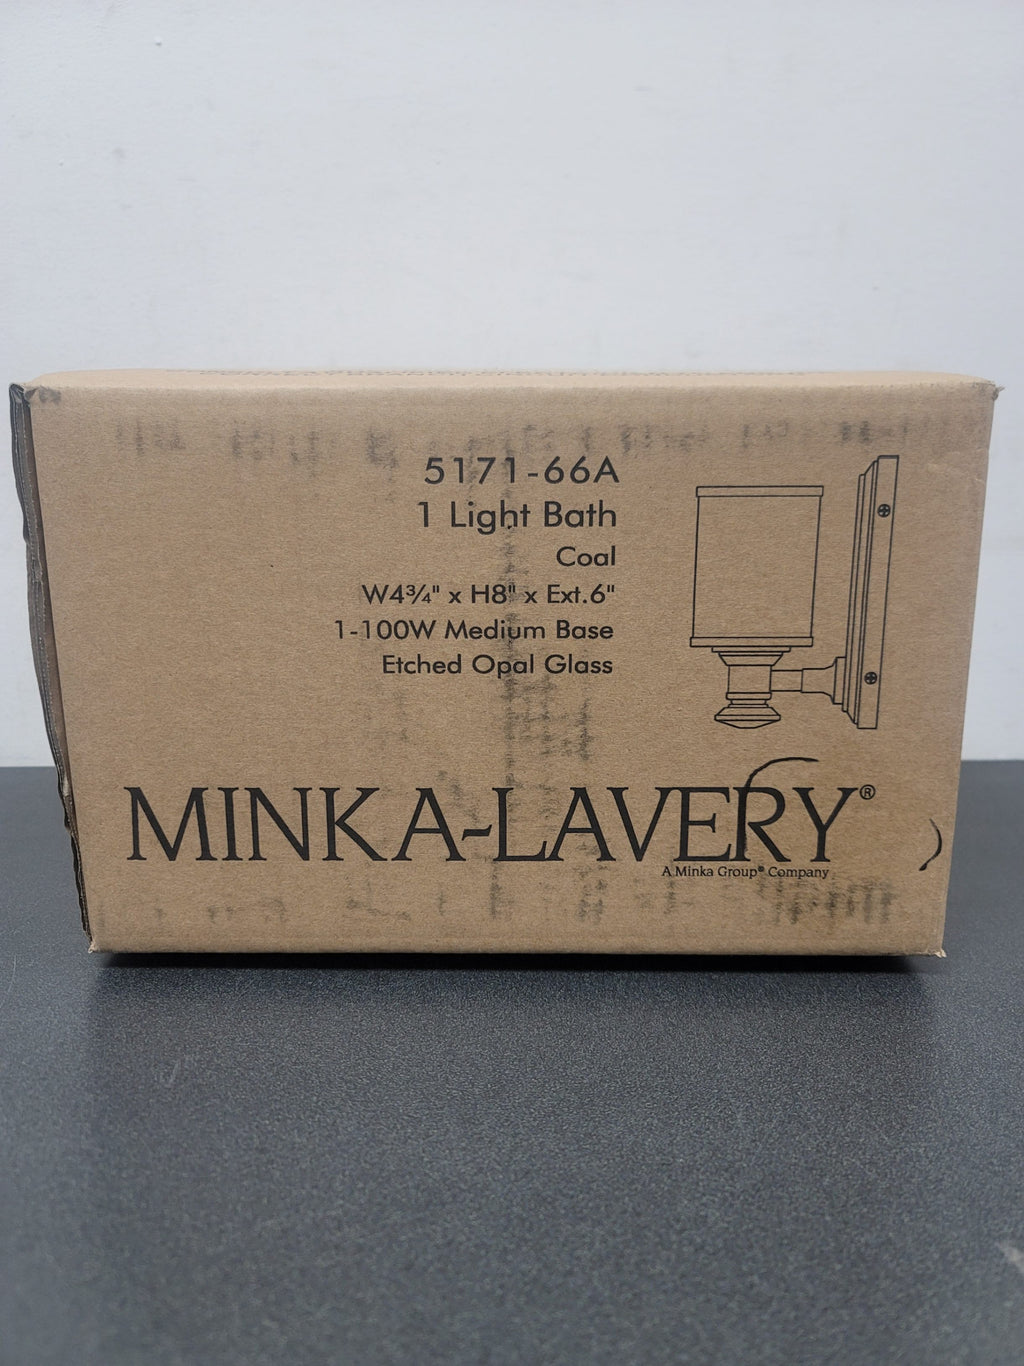 5171-66A
1 Light Bath
Coal
W4¾" x H8" x Ext.6"
1-100W Medium Base
Etched Opal Glass
MINKA-LAVERY®
A Minka Group® Company